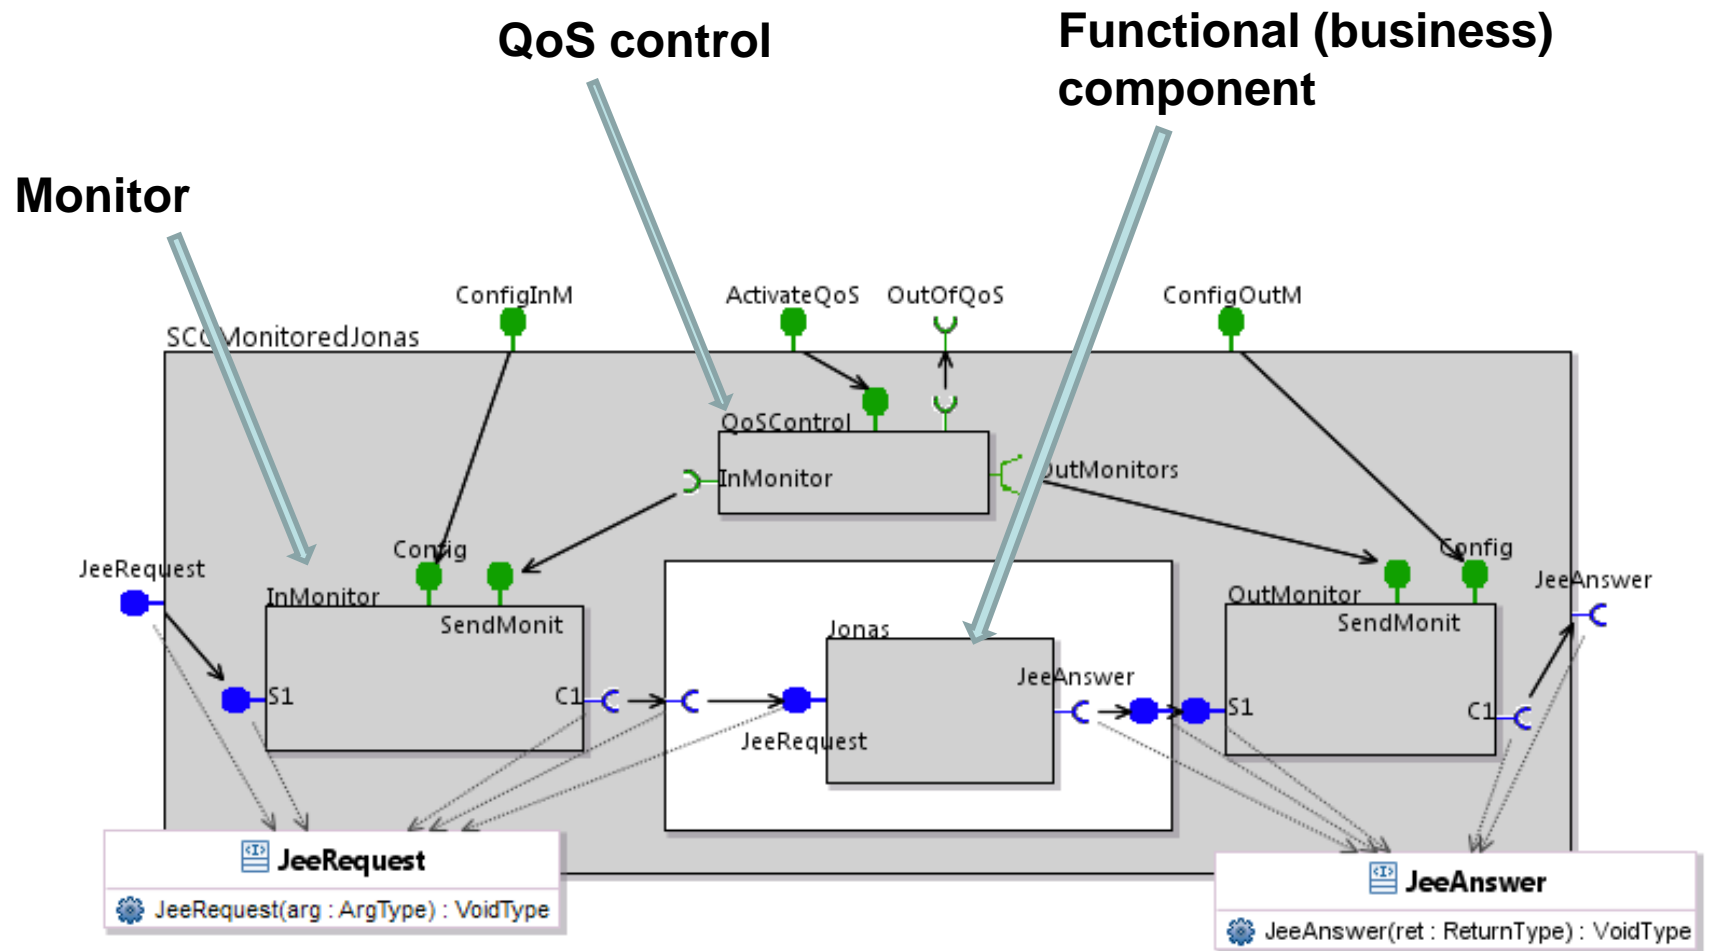 QoS control
Functional (business)
component
Monitor
ConfigInM
ActivateQoS
OutOfQoS
ConfigOutM
SCCMonitoredJonas
QoSControl
InMonitor
OutMonitors
Config
Config
JeeRequest
JeeAnswer
InMonitor
OutMonitor
SendMonit
SendMonit
Jonas
JeeAnswer
S1
C1
S1
C1
JeeRequest
JeeRequest
JeeRequest(arg : ArgType) : VoidType
JeeAnswer
JeeAnswer(ret : ReturnType) : VoidType